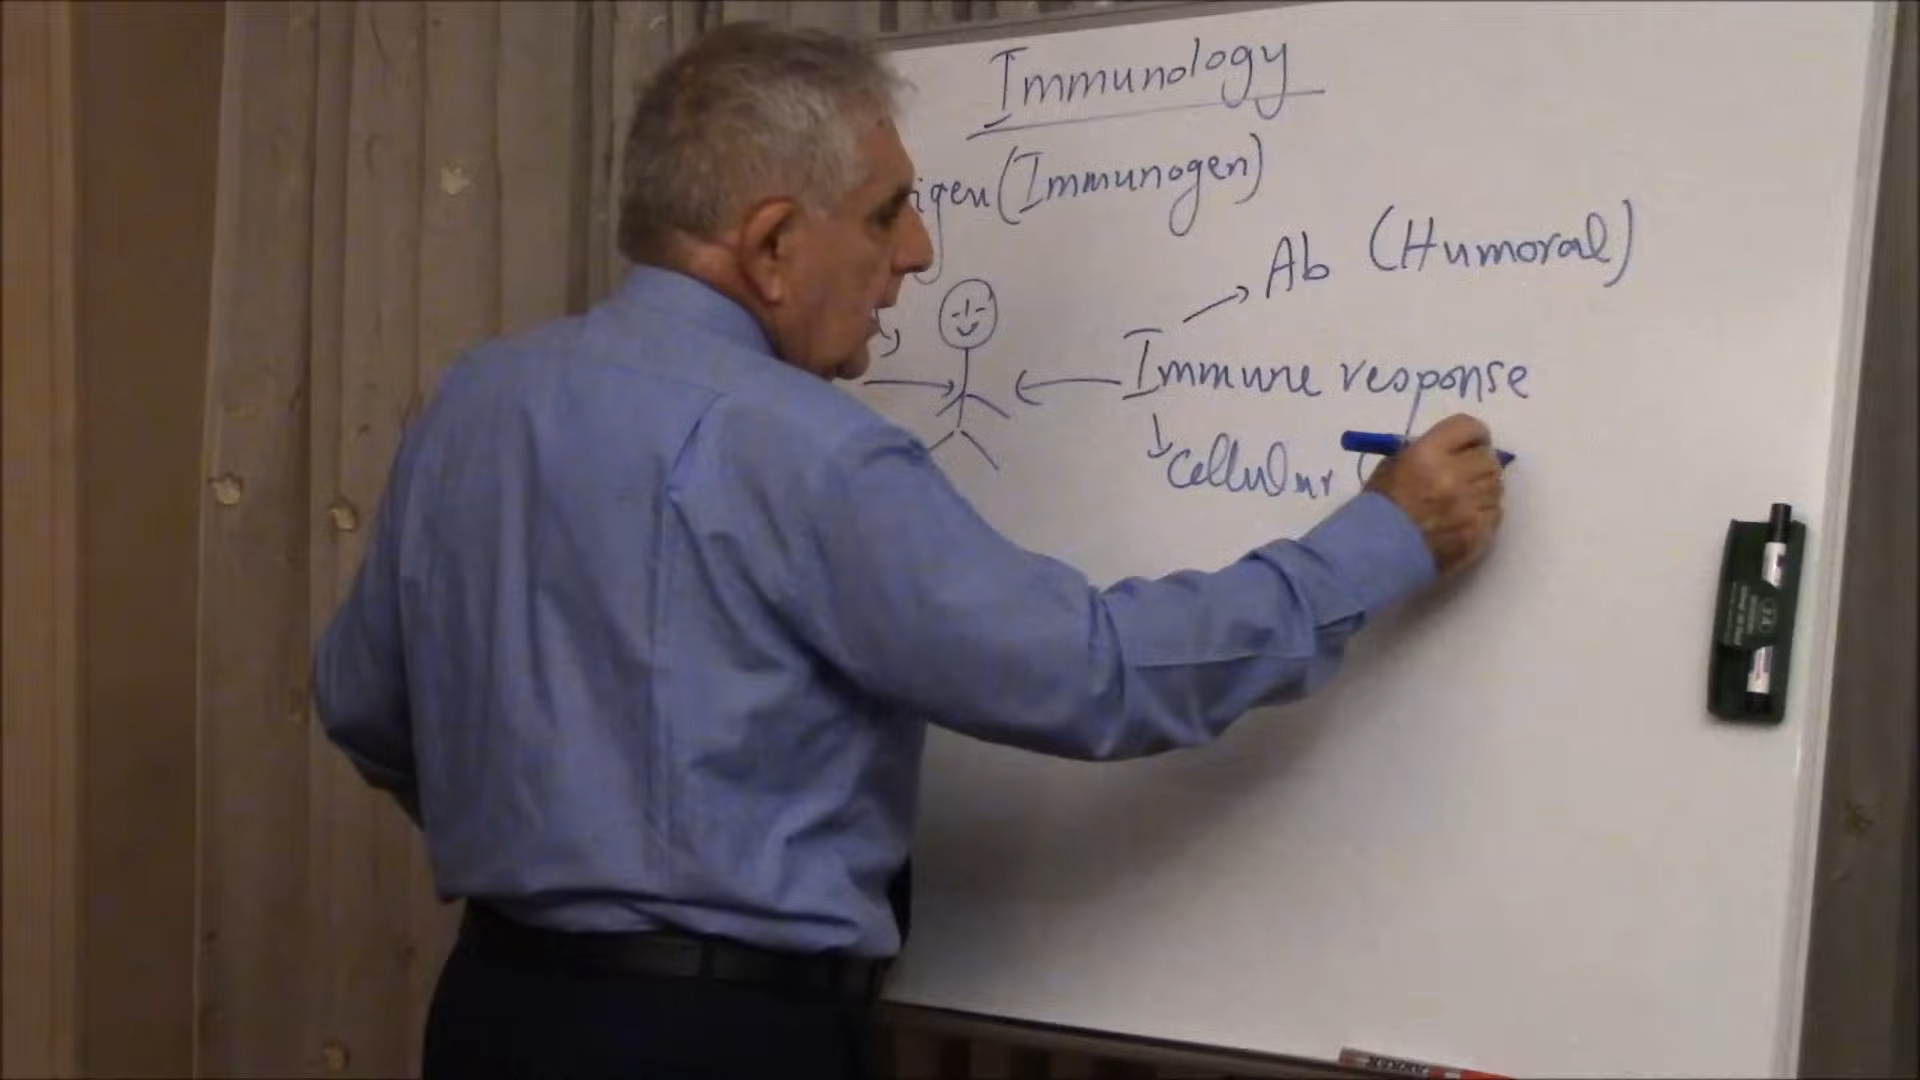 Immunology
igen (Immunogen)
Ab (Humoral)
Immune response
Cellular (